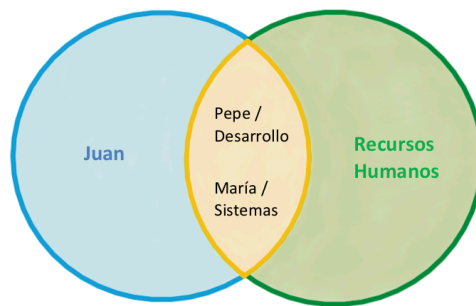 Juan
Pepe /
Desarrollo
María /
Sistemas
Recursos
Humanos